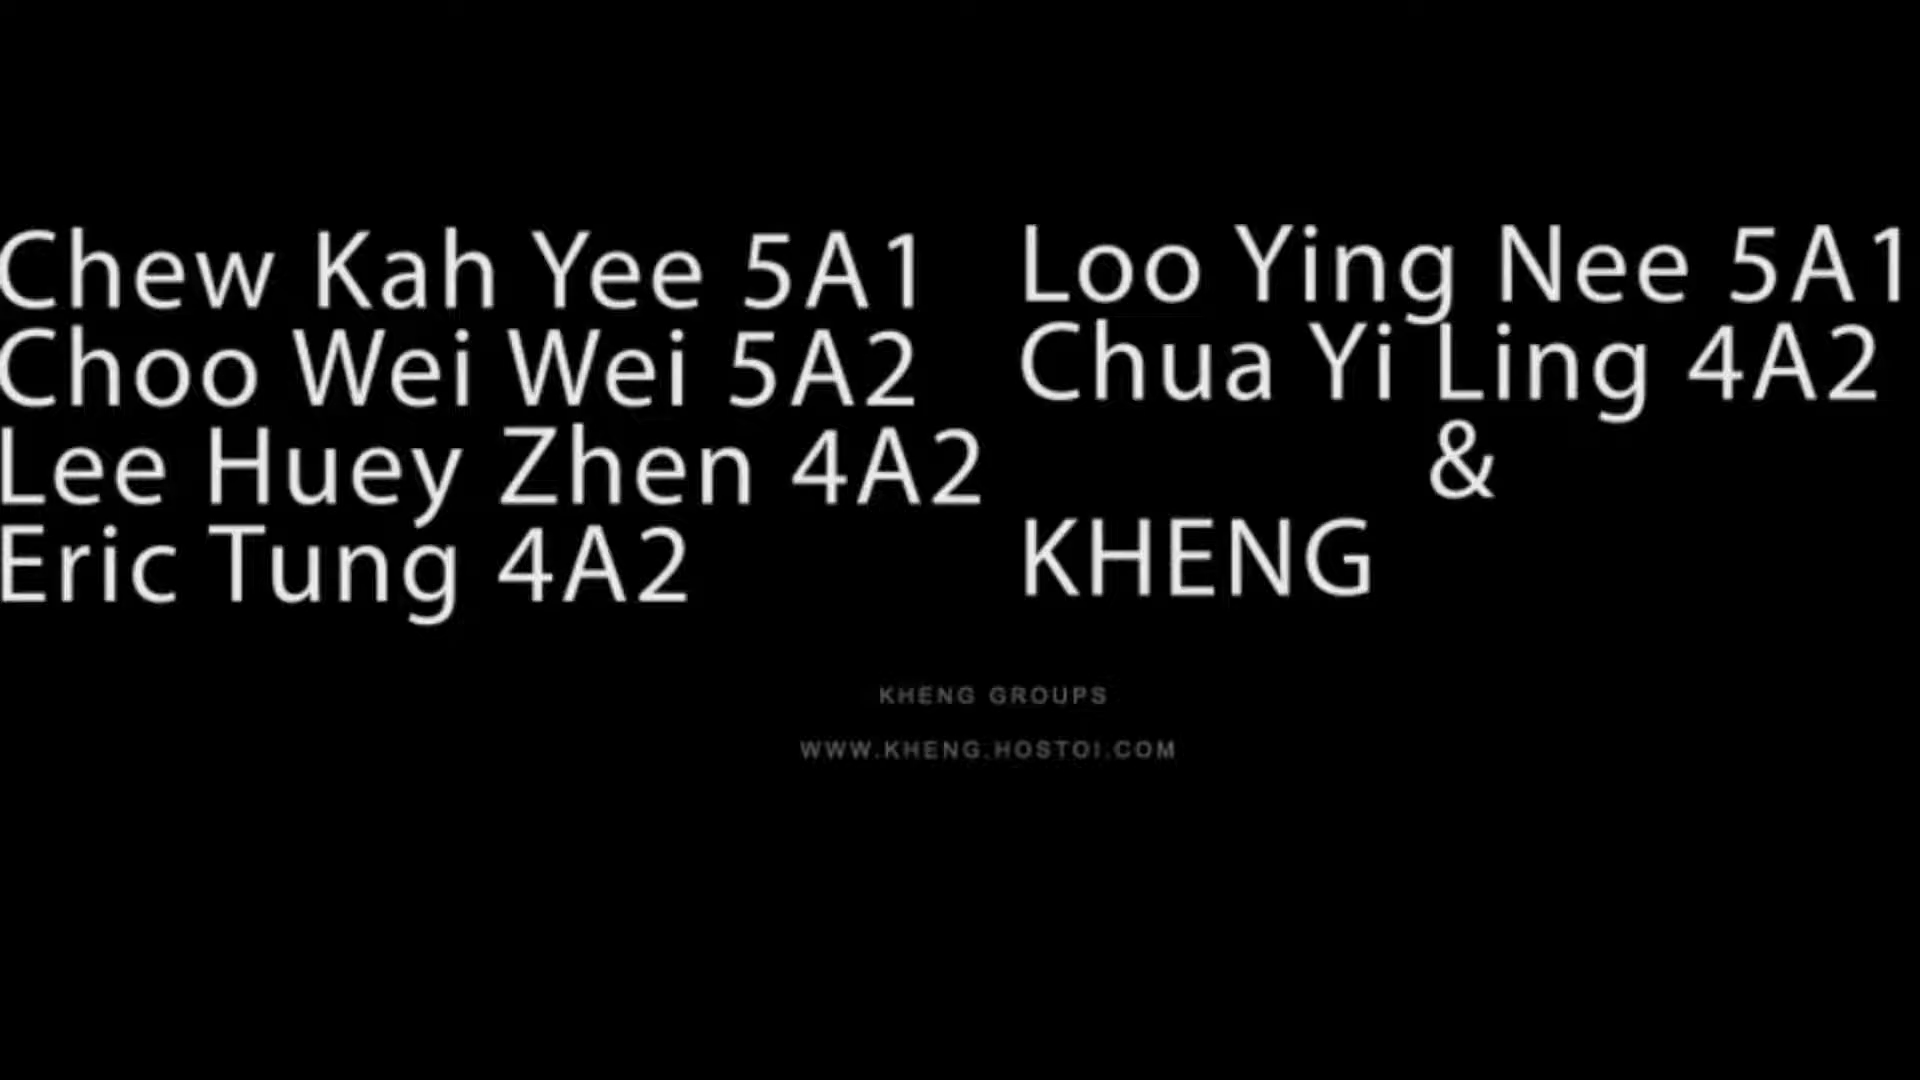 Chew Kah Yee 5A1
Choo Wei Wei 5A2
Lee Huey Zhen 4A2
Eric Tung 4A2
Loo Ying Nee 5A1
Chua Yi Ling 4A2
&
KHENG
KHENG GROUPS
WWW.KHENG.HOSTOI.COM